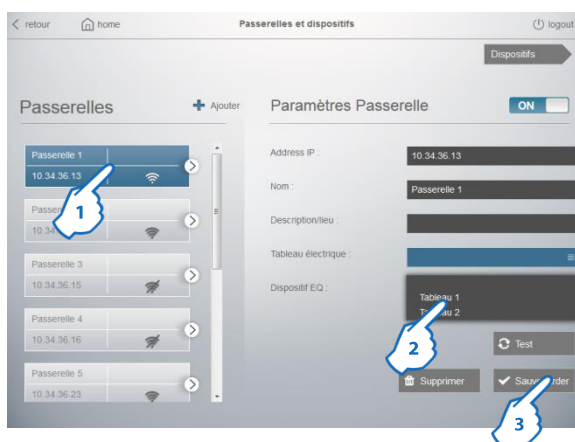 retour home Passerelles et dispositifs logout
Dispositifs
Passerelles Ajouter
Passerelle 1
10.34.36.13
1
10.34
Passerelle 3
10.34.36.15
Passerelle 4
10.34.36.16
Passerelle 5
10.34.36.23
Paramètres Passerelle ON
Address IP : 10.34.36.13
Nom : Passerelle 1
Description/lieu :
Tableau électrique :
Dispositif EQ :
Tableau 1
2
Test
Supprimer
3